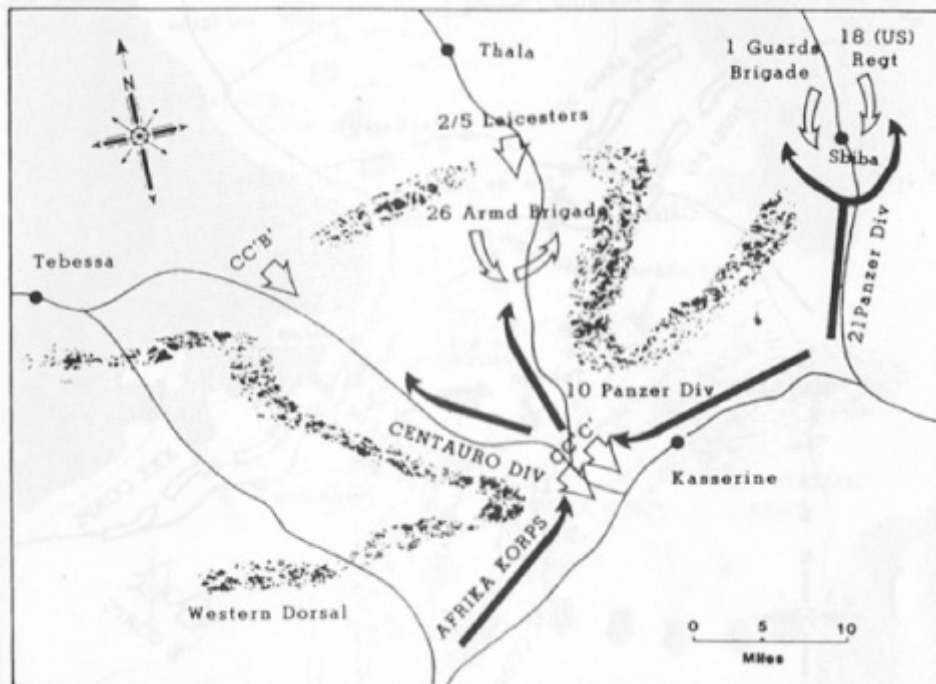 Thala
1 Guards
Brigade
18 (US)
Regt
N
2/5 Leicesters
Sbiba
26 Armd Brigade
CC'B'
Tebessa
21 Panzer Div
10 Panzer Div
CENTAURO DIV
CC'C'
Kasserine
AFRIKA KORPS
Western Dorsal
0 5 10
Miles